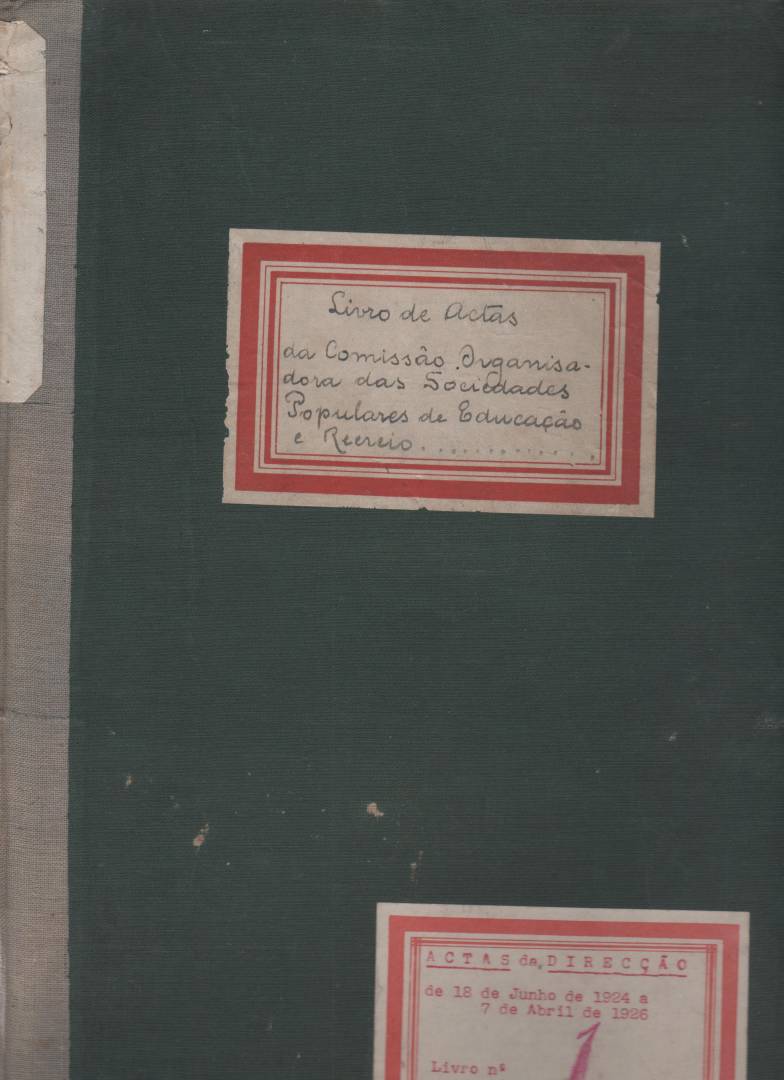 Livro de Actas
da Comissão Organisa-
dora das Sociedades
Populares de Educação
e Recreio
ACTAS da DIRECÇÃO
de 18 de Junho de 1924 a
7 de Abril de 1926
Livro nº 1